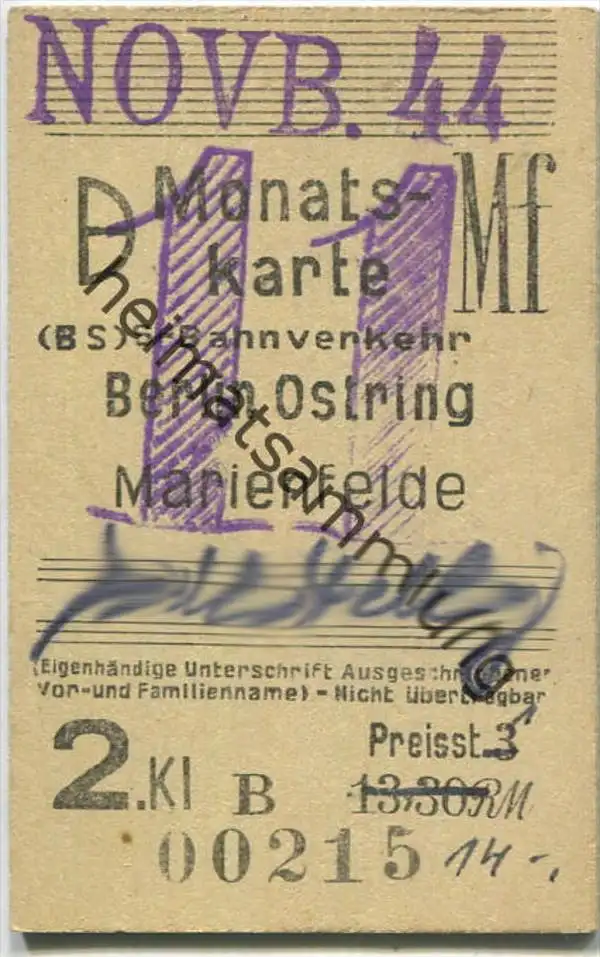 NOVB. 44
11
D Monats- Mf
karte
(BS) S-Bahnverkehr
Berlin Ostring
Marienfelde
(Eigenhändige Unterschrift Ausgeschriebener
Vor-und Familienname) - Nicht übertragbar
2.Kl B Preisst. 3
13,30 RM
00215 14-,
heimatsammlung